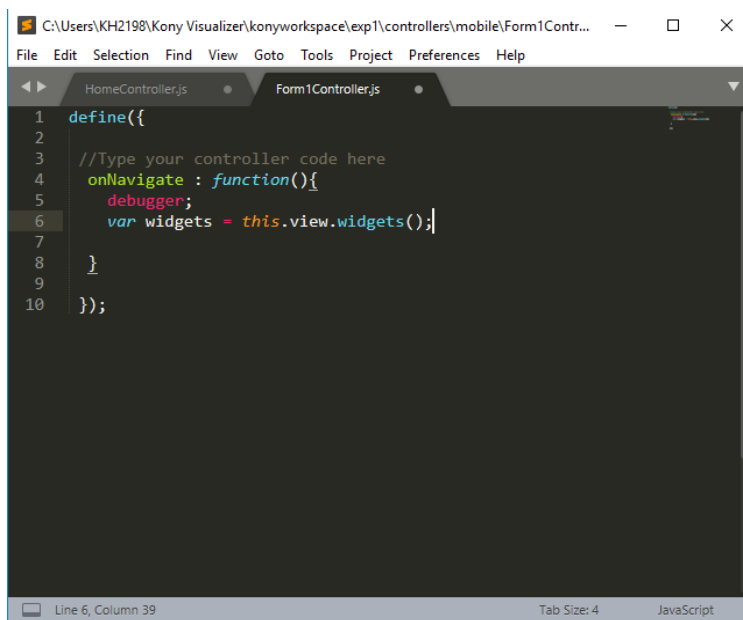 C:\Users\KH2198\Kony Visualizer\konyworkspace\exp1\controllers\mobile\Form1Contr...
File Edit Selection Find View Goto Tools Project Preferences Help
HomeController.js Form1Controller.js
1 define({
2
3 //Type your controller code here
4 onNavigate : function(){
5 debugger;
6 var widgets = this.view.widgets();
7
8 }
9
10 });
Line 6, Column 39 Tab Size: 4 JavaScript